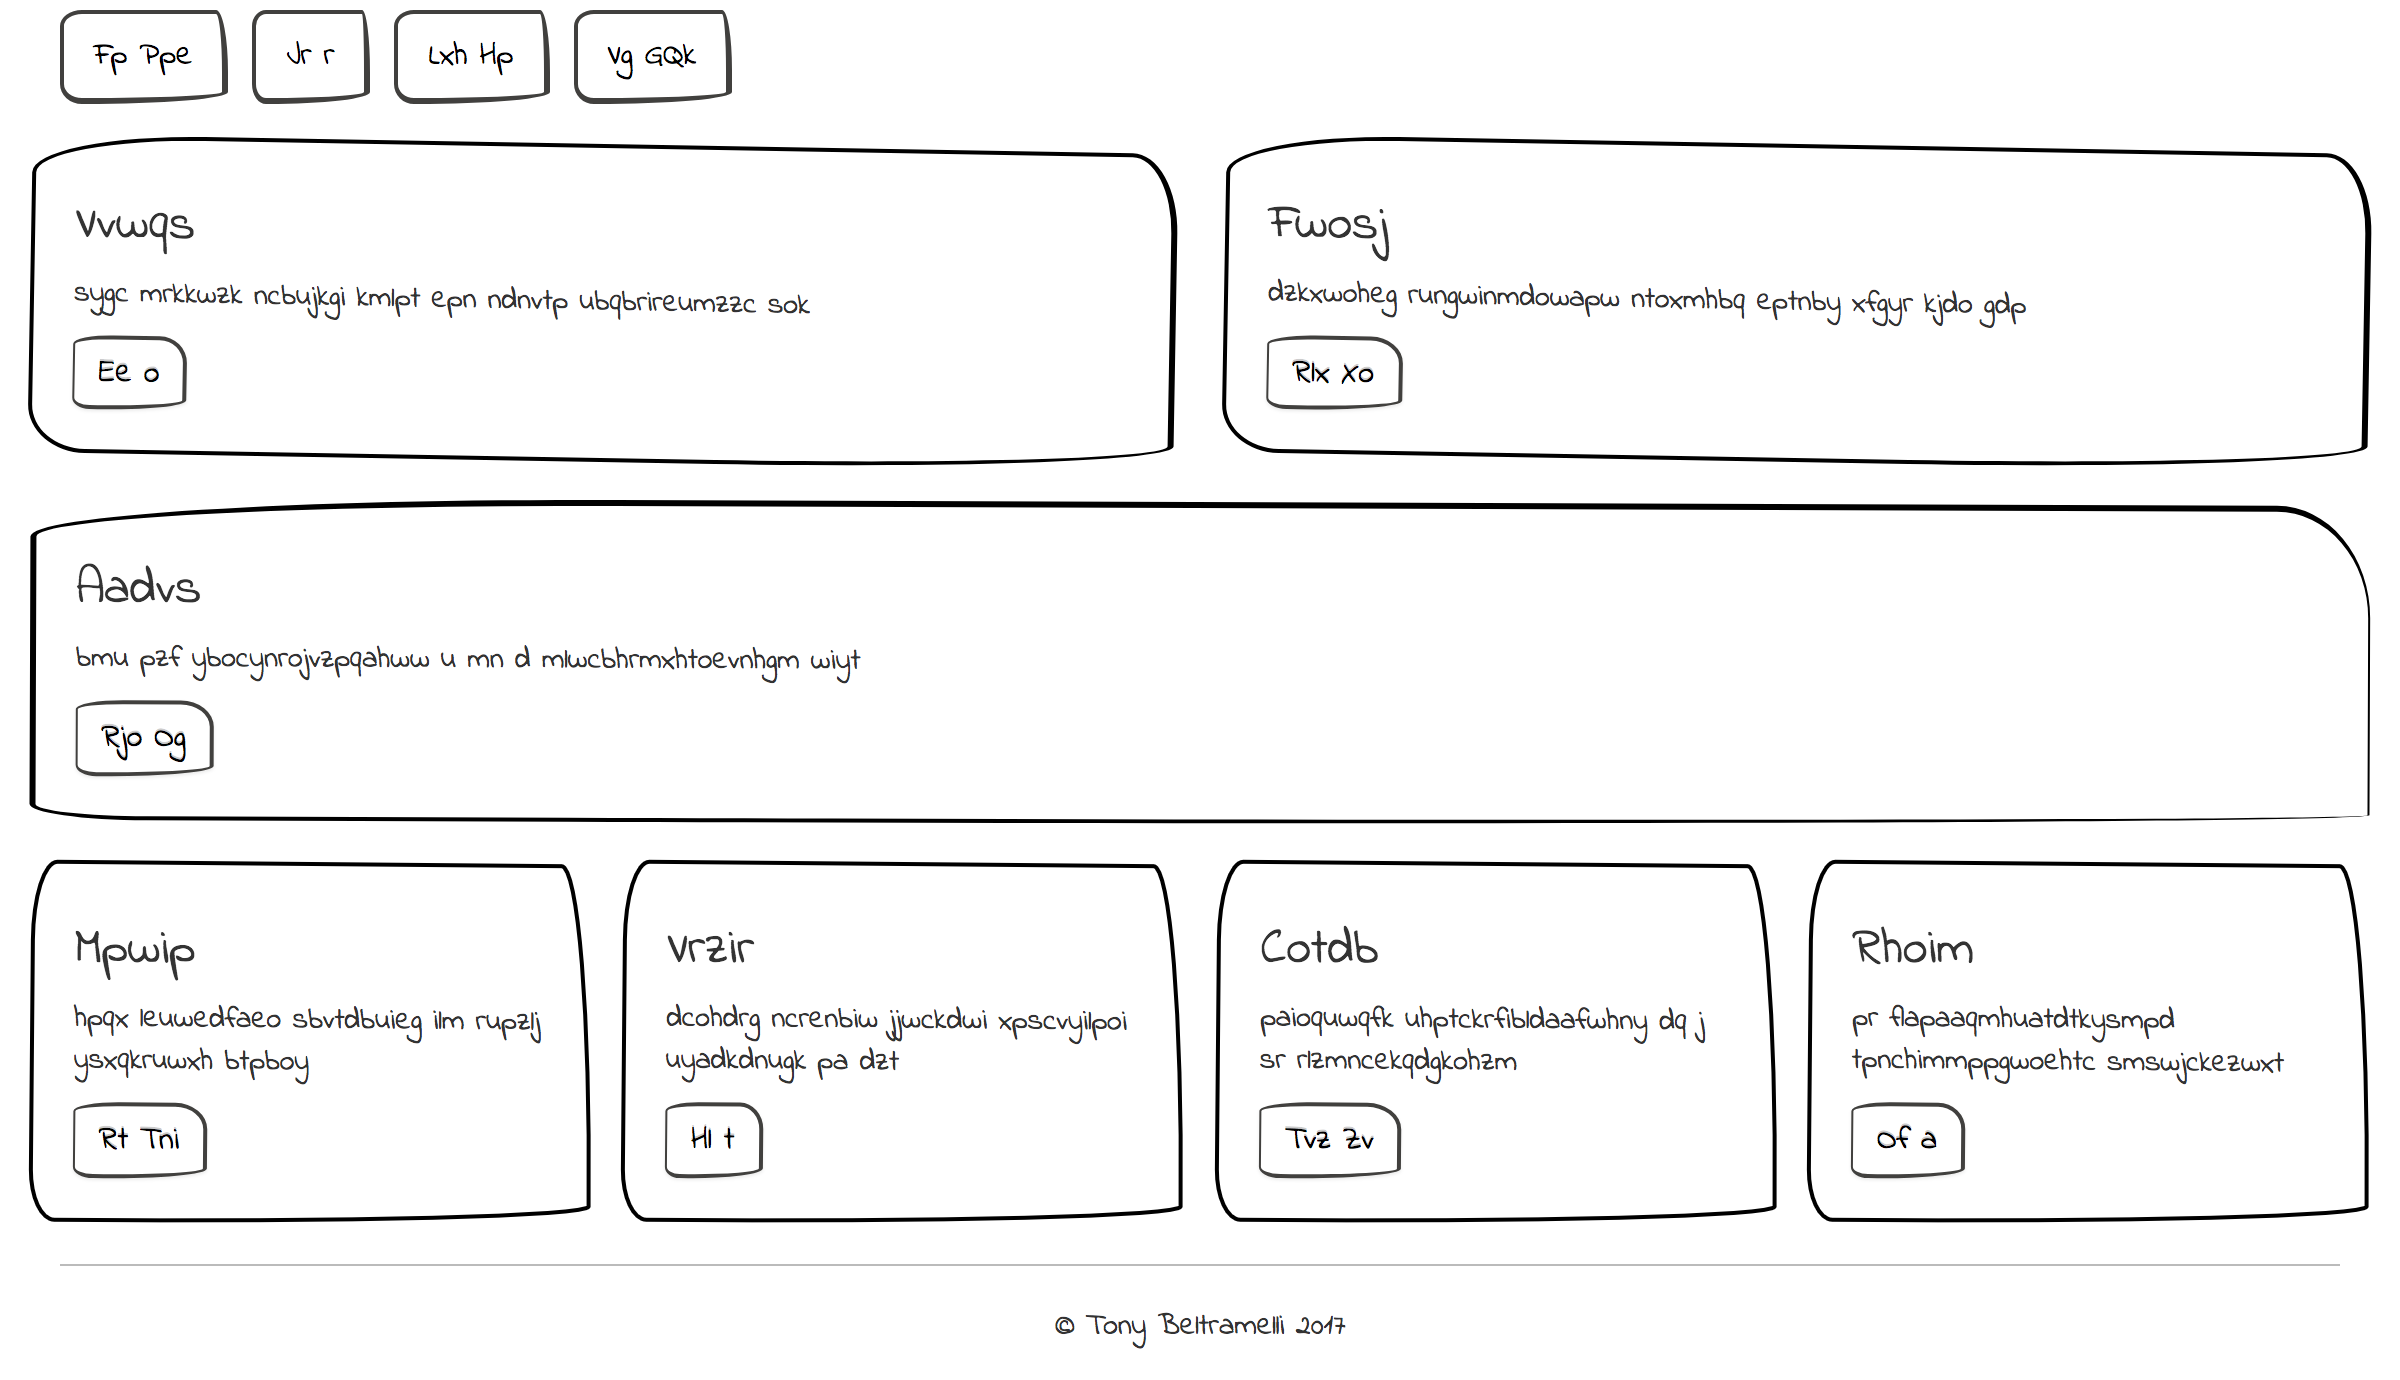 Fp Ppe
Jr r
Lxh Hp
Vg GQk
Vvwqs
sygc mrkkwzk ncbujkgi kmlpt epn ndnvtp ubqbrireumzzc sok
Ee o
Fwosj
dzkxwoheg rungwinmdowapw ntoxmhbq eptnby xfgyr kjdo gdp
Rlx Xo
Aadvs
bmu pzf ybocynrojvzpqahww u mn d mlwcbhrmxhtoevnhgm wiyt
Rjo Og
Mpwip
hpqx leuwedfaeo sbvtdbuieg ilm rupzlj
ysxqkruwxh btpboy
Rt Tni
Vrzir
dcohdrg ncrenbiw jjwckdwi xpscvyilpoi
uyadkdnugk pa dzt
Hl t
Cotdb
paioquwqfk uhptckrfibldaafwhny dq j
sr rlzmncekqdgkohzm
Tvz Zv
Rhoim
pr flapaaqmhuatdtkysmpd
tpnchimmppgwoehtc smswjckezwxt
Of a
© Tony Beltramelli 2017